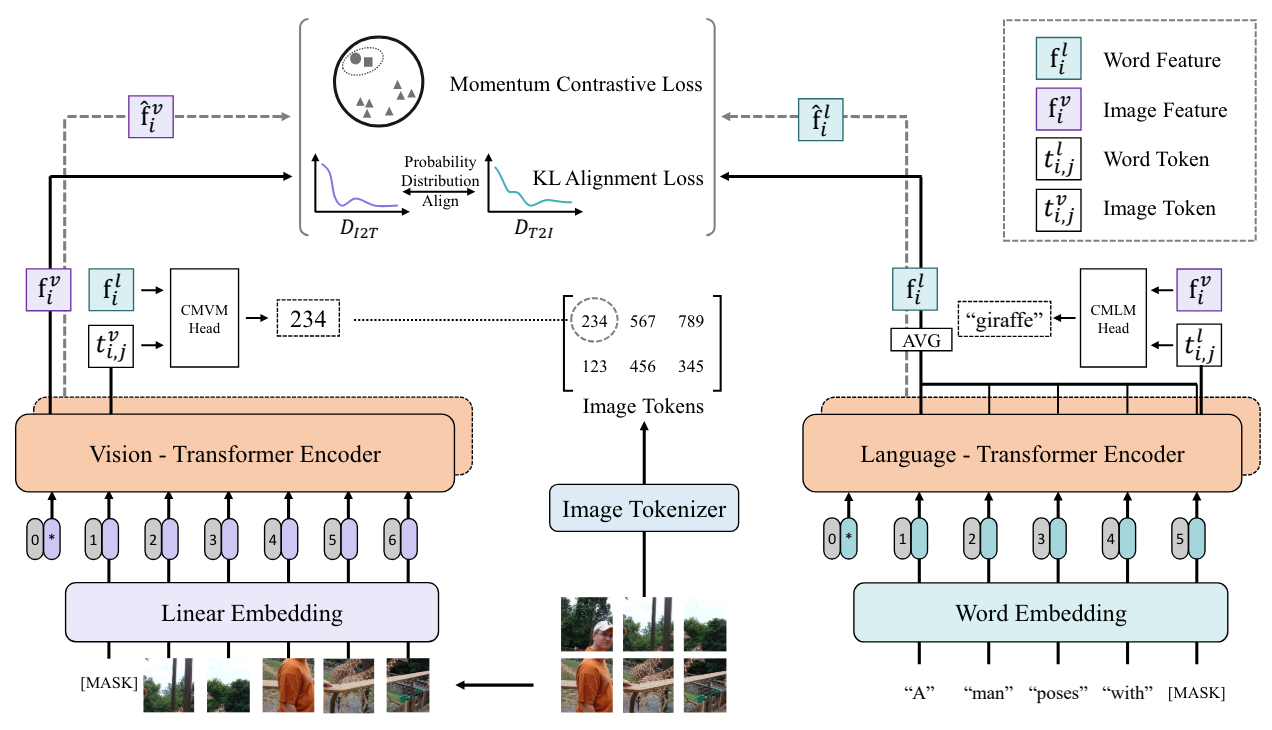 Momentum Contrastive Loss
Probability
Distribution
Align
KL Alignment Loss
D_{I2T}
D_{T2I}
\hat{f}_i^v
\hat{f}_i^l
f_i^l Word Feature
f_i^v Image Feature
t_{i,j}^l Word Token
t_{i,j}^v Image Token
f_i^v
f_i^l
t_{i,j}^v
CMVM
Head
234
234 567 789
123 456 345
Image Tokens
f_i^l
AVG
“giraffe”
CMLM
Head
f_i^v
t_{i,j}^l
Vision - Transformer Encoder
Image Tokenizer
Language - Transformer Encoder
0 * 1 2 3 4 5 6
0 * 1 2 3 4 5
Linear Embedding
Word Embedding
[MASK]
“A” “man” “poses” “with” [MASK]